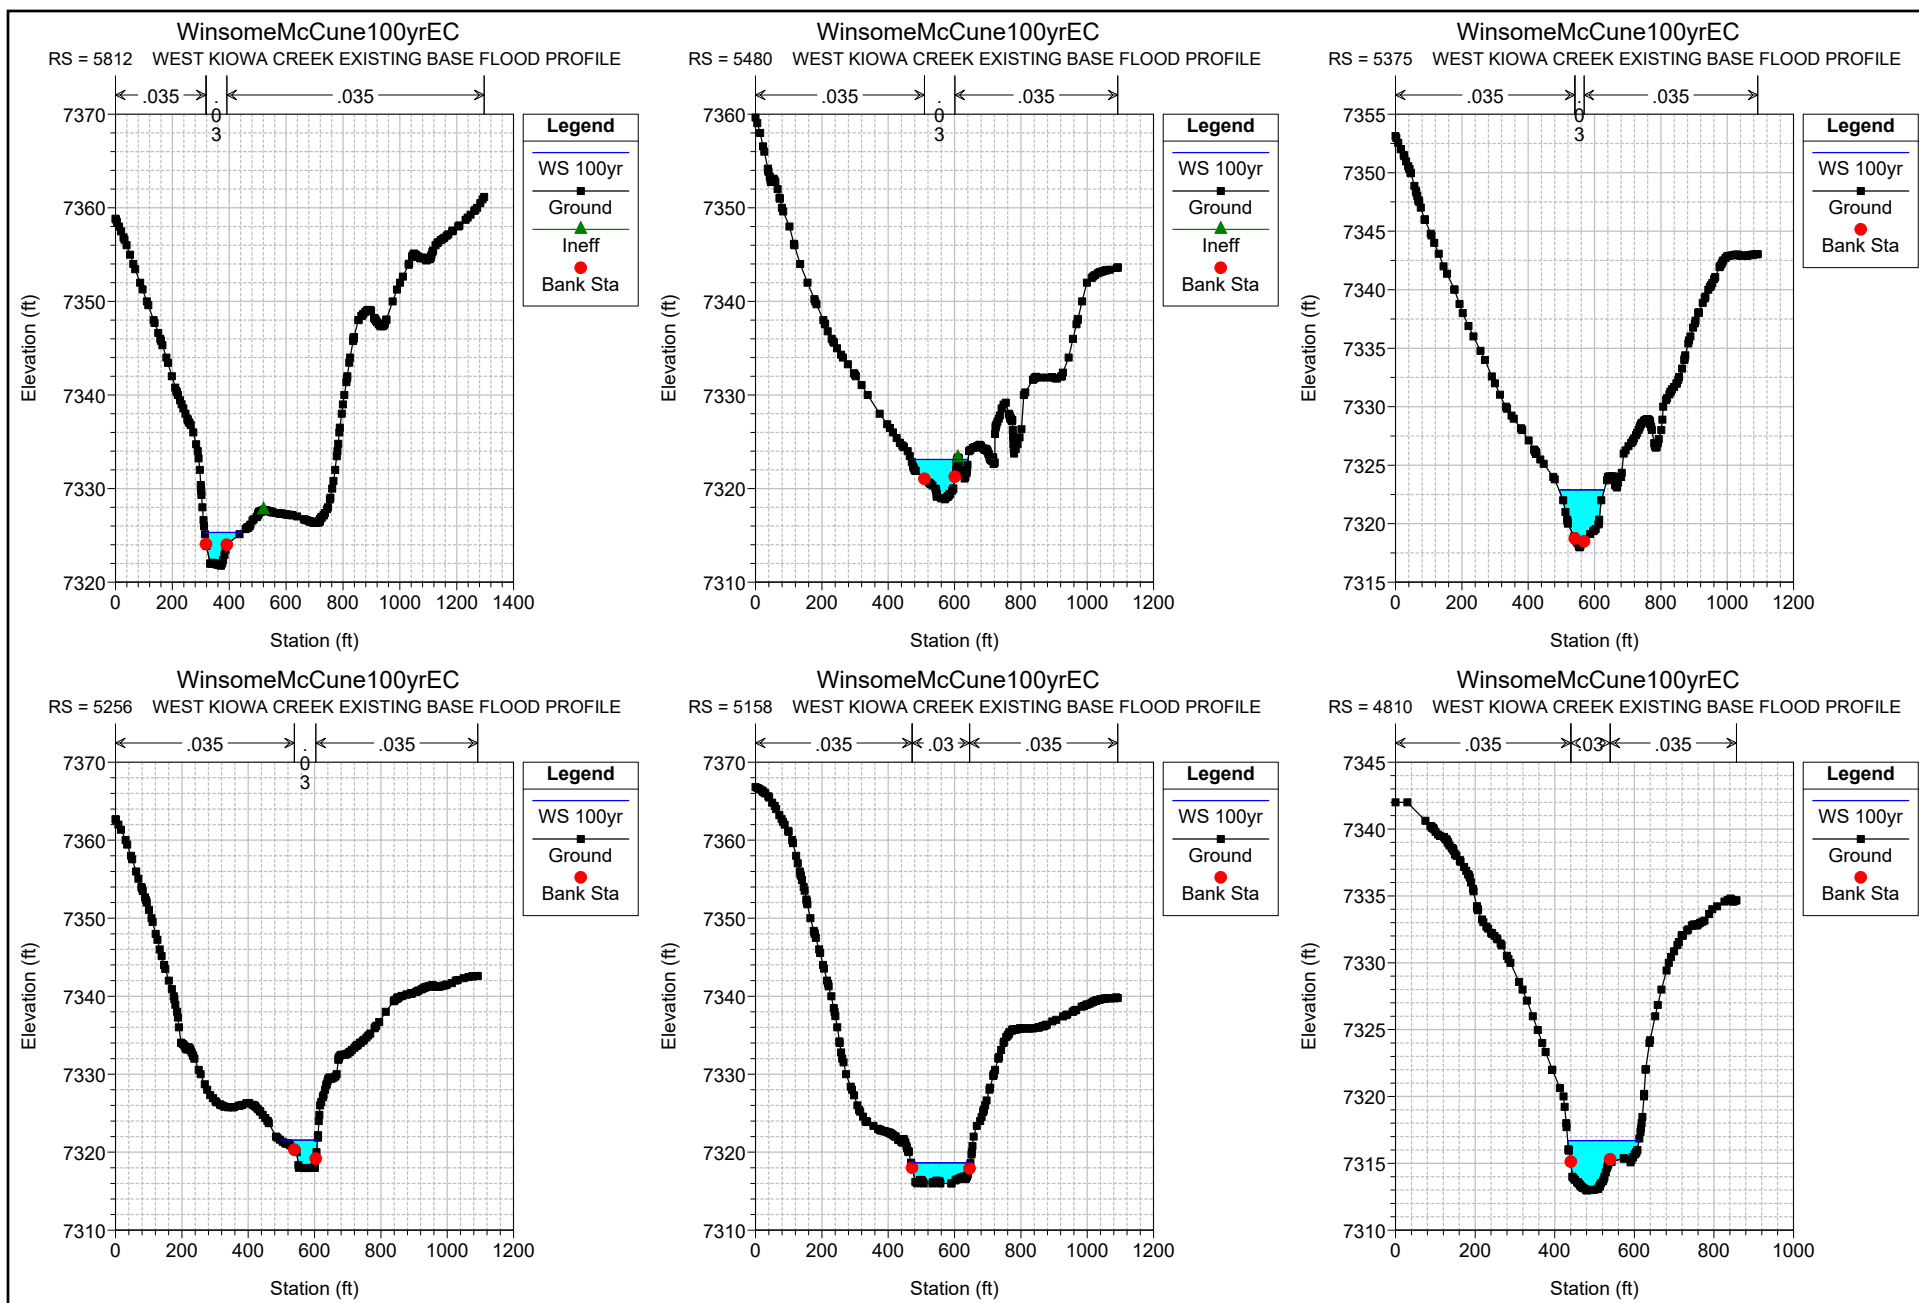 WinsomeMcCune100yrEC
RS = 5812 WEST KIOWA CREEK EXISTING BASE FLOOD PROFILE
.035 .03 .035
Legend
WS 100yr
Ground
Ineff
Bank Sta
7370
7360
7350
7340
7330
7320
Elevation (ft)
0 200 400 600 800 1000 1200 1400
Station (ft)
WinsomeMcCune100yrEC
RS = 5480 WEST KIOWA CREEK EXISTING BASE FLOOD PROFILE
.035 .03 .035
Legend
WS 100yr
Ground
Ineff
Bank Sta
7360
7350
7340
7330
7320
7310
Elevation (ft)
0 200 400 600 800 1000 1200
Station (ft)
WinsomeMcCune100yrEC
RS = 5375 WEST KIOWA CREEK EXISTING BASE FLOOD PROFILE
.035 .03 .035
Legend
WS 100yr
Ground
Bank Sta
7355
7350
7345
7340
7335
7330
7325
7320
7315
Elevation (ft)
0 200 400 600 800 1000 1200
Station (ft)
WinsomeMcCune100yrEC
RS = 5256 WEST KIOWA CREEK EXISTING BASE FLOOD PROFILE
.035 .03 .035
Legend
WS 100yr
Ground
Bank Sta
7370
7360
7350
7340
7330
7320
7310
Elevation (ft)
0 200 400 600 800 1000 1200
Station (ft)
WinsomeMcCune100yrEC
RS = 5158 WEST KIOWA CREEK EXISTING BASE FLOOD PROFILE
.035 .03 .035
Legend
WS 100yr
Ground
Bank Sta
7370
7360
7350
7340
7330
7320
7310
Elevation (ft)
0 200 400 600 800 1000 1200
Station (ft)
WinsomeMcCune100yrEC
RS = 4810 WEST KIOWA CREEK EXISTING BASE FLOOD PROFILE
.035 .03 .035
Legend
WS 100yr
Ground
Bank Sta
7345
7340
7335
7330
7325
7320
7315
7310
Elevation (ft)
0 200 400 600 800 1000
Station (ft)